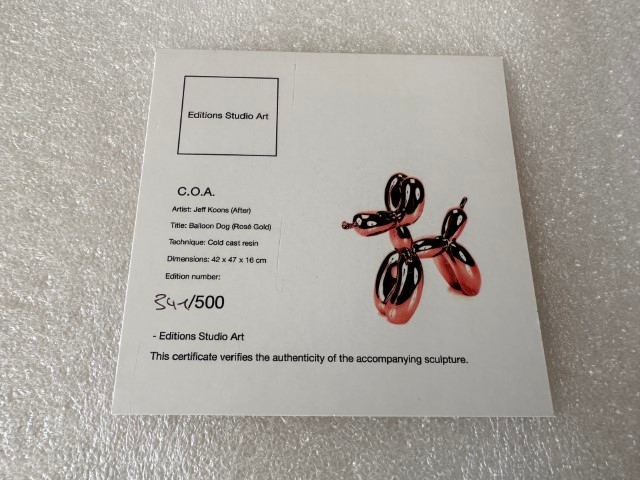 Editions Studio Art
C.O.A.
Artist: Jeff Koons (After)
Title: Balloon Dog (Rosé Gold)
Technique: Cold cast resin
Dimensions: 42 x 47 x 16 cm
Edition number:
341/500
- Editions Studio Art
This certificate verifies the authenticity of the accompanying sculpture.